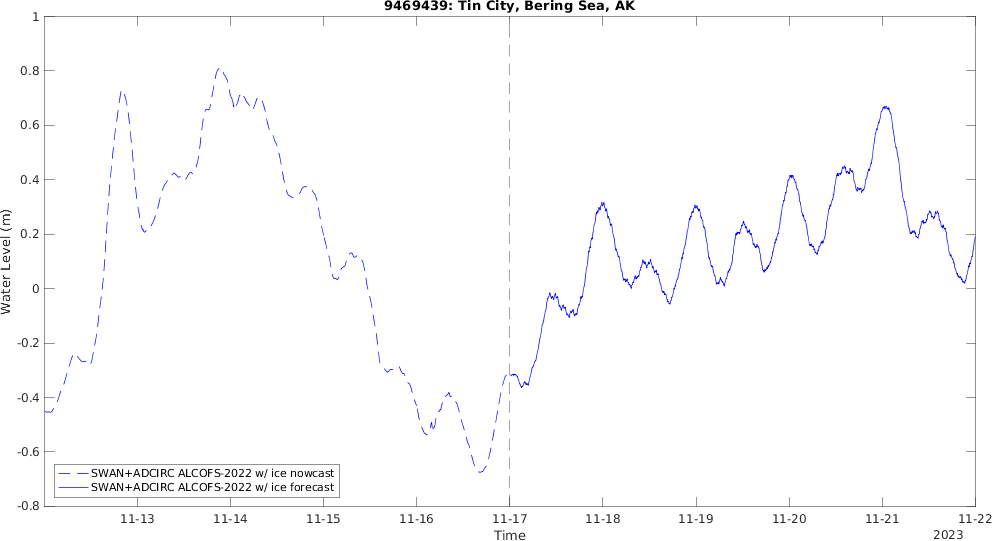 9469439: Tin City, Bering Sea, AK
Water Level (m)
1
0.8
0.6
0.4
0.2
0
-0.2
-0.4
-0.6
-0.8
SWAN+ADCIRC ALCOFS-2022 w/ ice nowcast
SWAN+ADCIRC ALCOFS-2022 w/ ice forecast
11-13 11-14 11-15 11-16 11-17 11-18 11-19 11-20 11-21 11-22
Time
2023